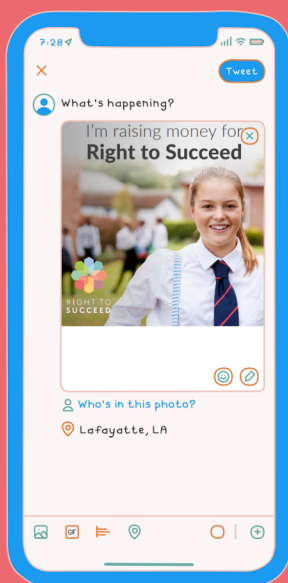 7:28
Tweet
What's happening?
I'm raising money for
Right to Succeed
RIGHT TO
SUCCEED
Who's in this photo?
Lafayatte, LA
GIF